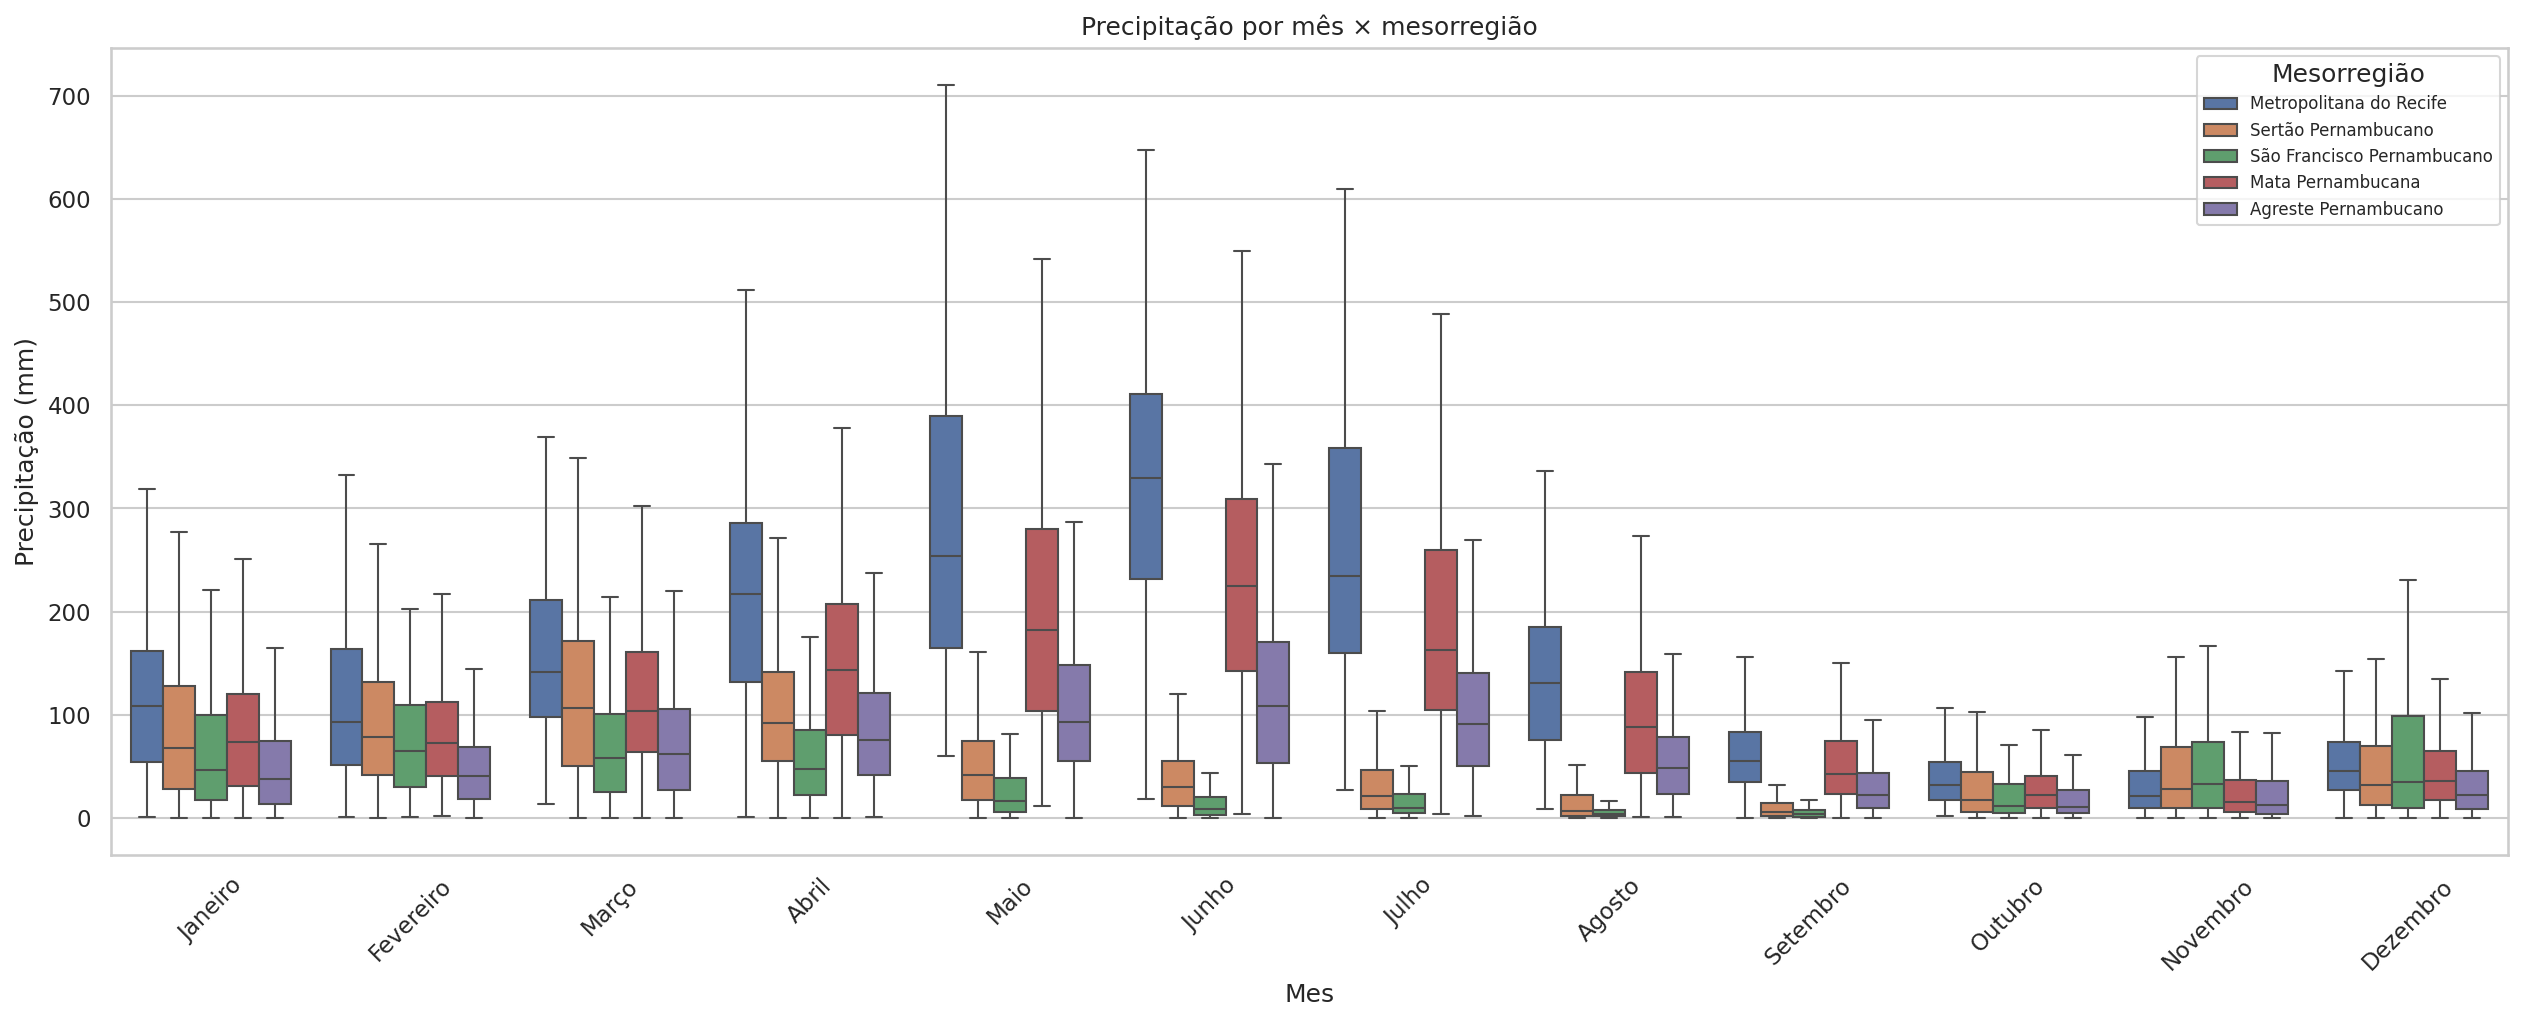 Precipitação por mês × mesorregião
Precipitação (mm)
700
600
500
400
300
200
100
0
Mesorregião
Metropolitana do Recife
Sertão Pernambucano
São Francisco Pernambucano
Mata Pernambucana
Agreste Pernambucano
Janeiro
Fevereiro
Março
Abril
Maio
Junho
Julho
Agosto
Setembro
Outubro
Novembro
Dezembro
Mes